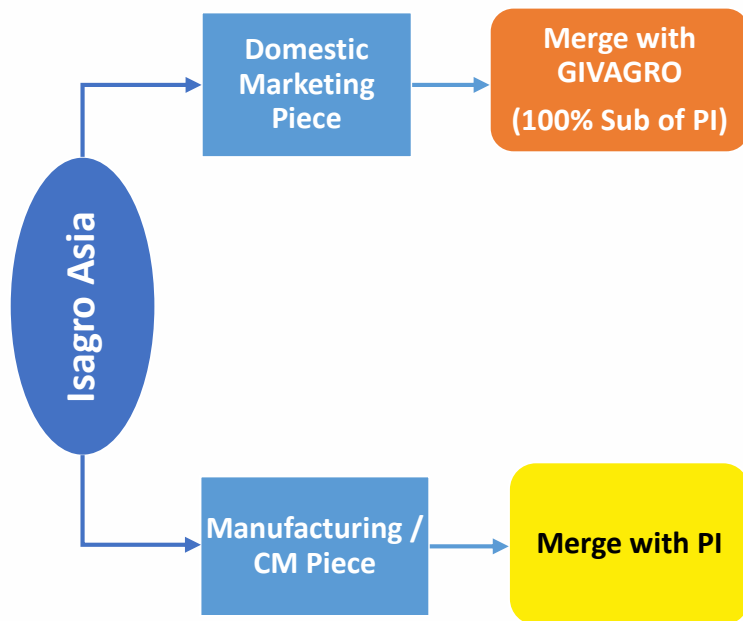 Domestic
Marketing
Piece
Merge with
GIVAGRO
(100% Sub of PI)
Isagro Asia
Manufacturing /
CM Piece
Merge with PI